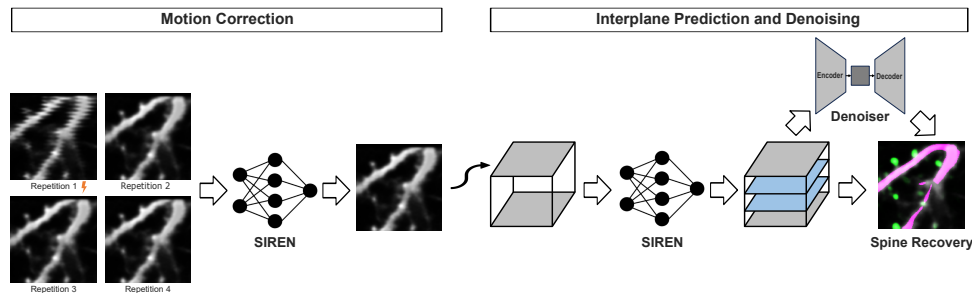 Motion Correction
Interplane Prediction and Denoising
Encoder
Decoder
Denoiser
Repetition 1
Repetition 2
SIREN
SIREN
Spine Recovery
Repetition 3
Repetition 4